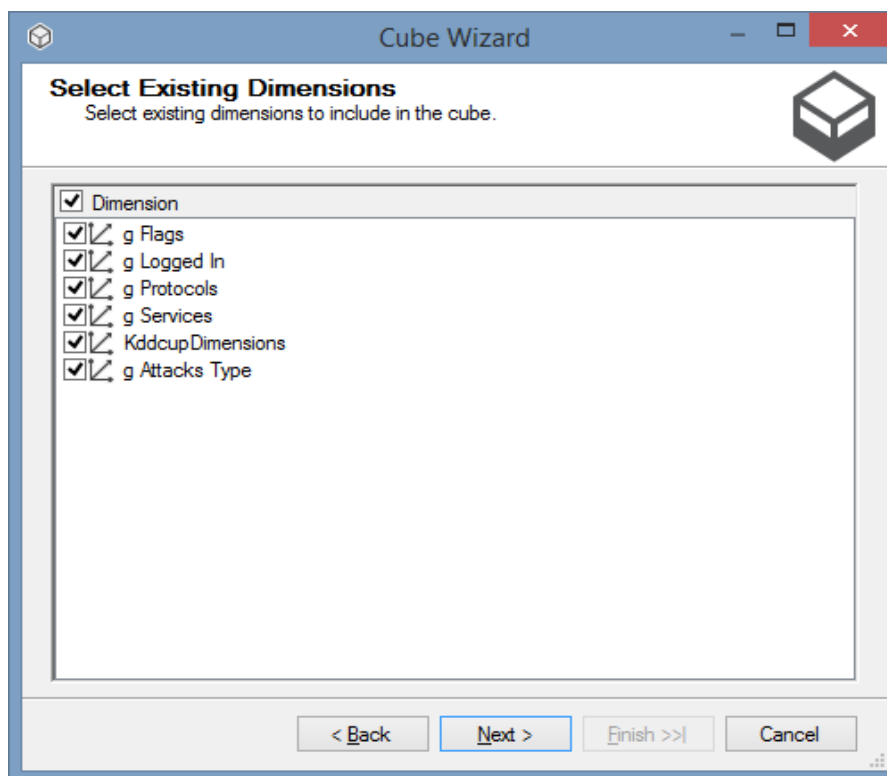 Cube Wizard
Select Existing Dimensions
Select existing dimensions to include in the cube.
Dimension
g Flags
g Logged In
g Protocols
g Services
KddcupDimensions
g Attacks Type
< Back Next > Finish >>| Cancel